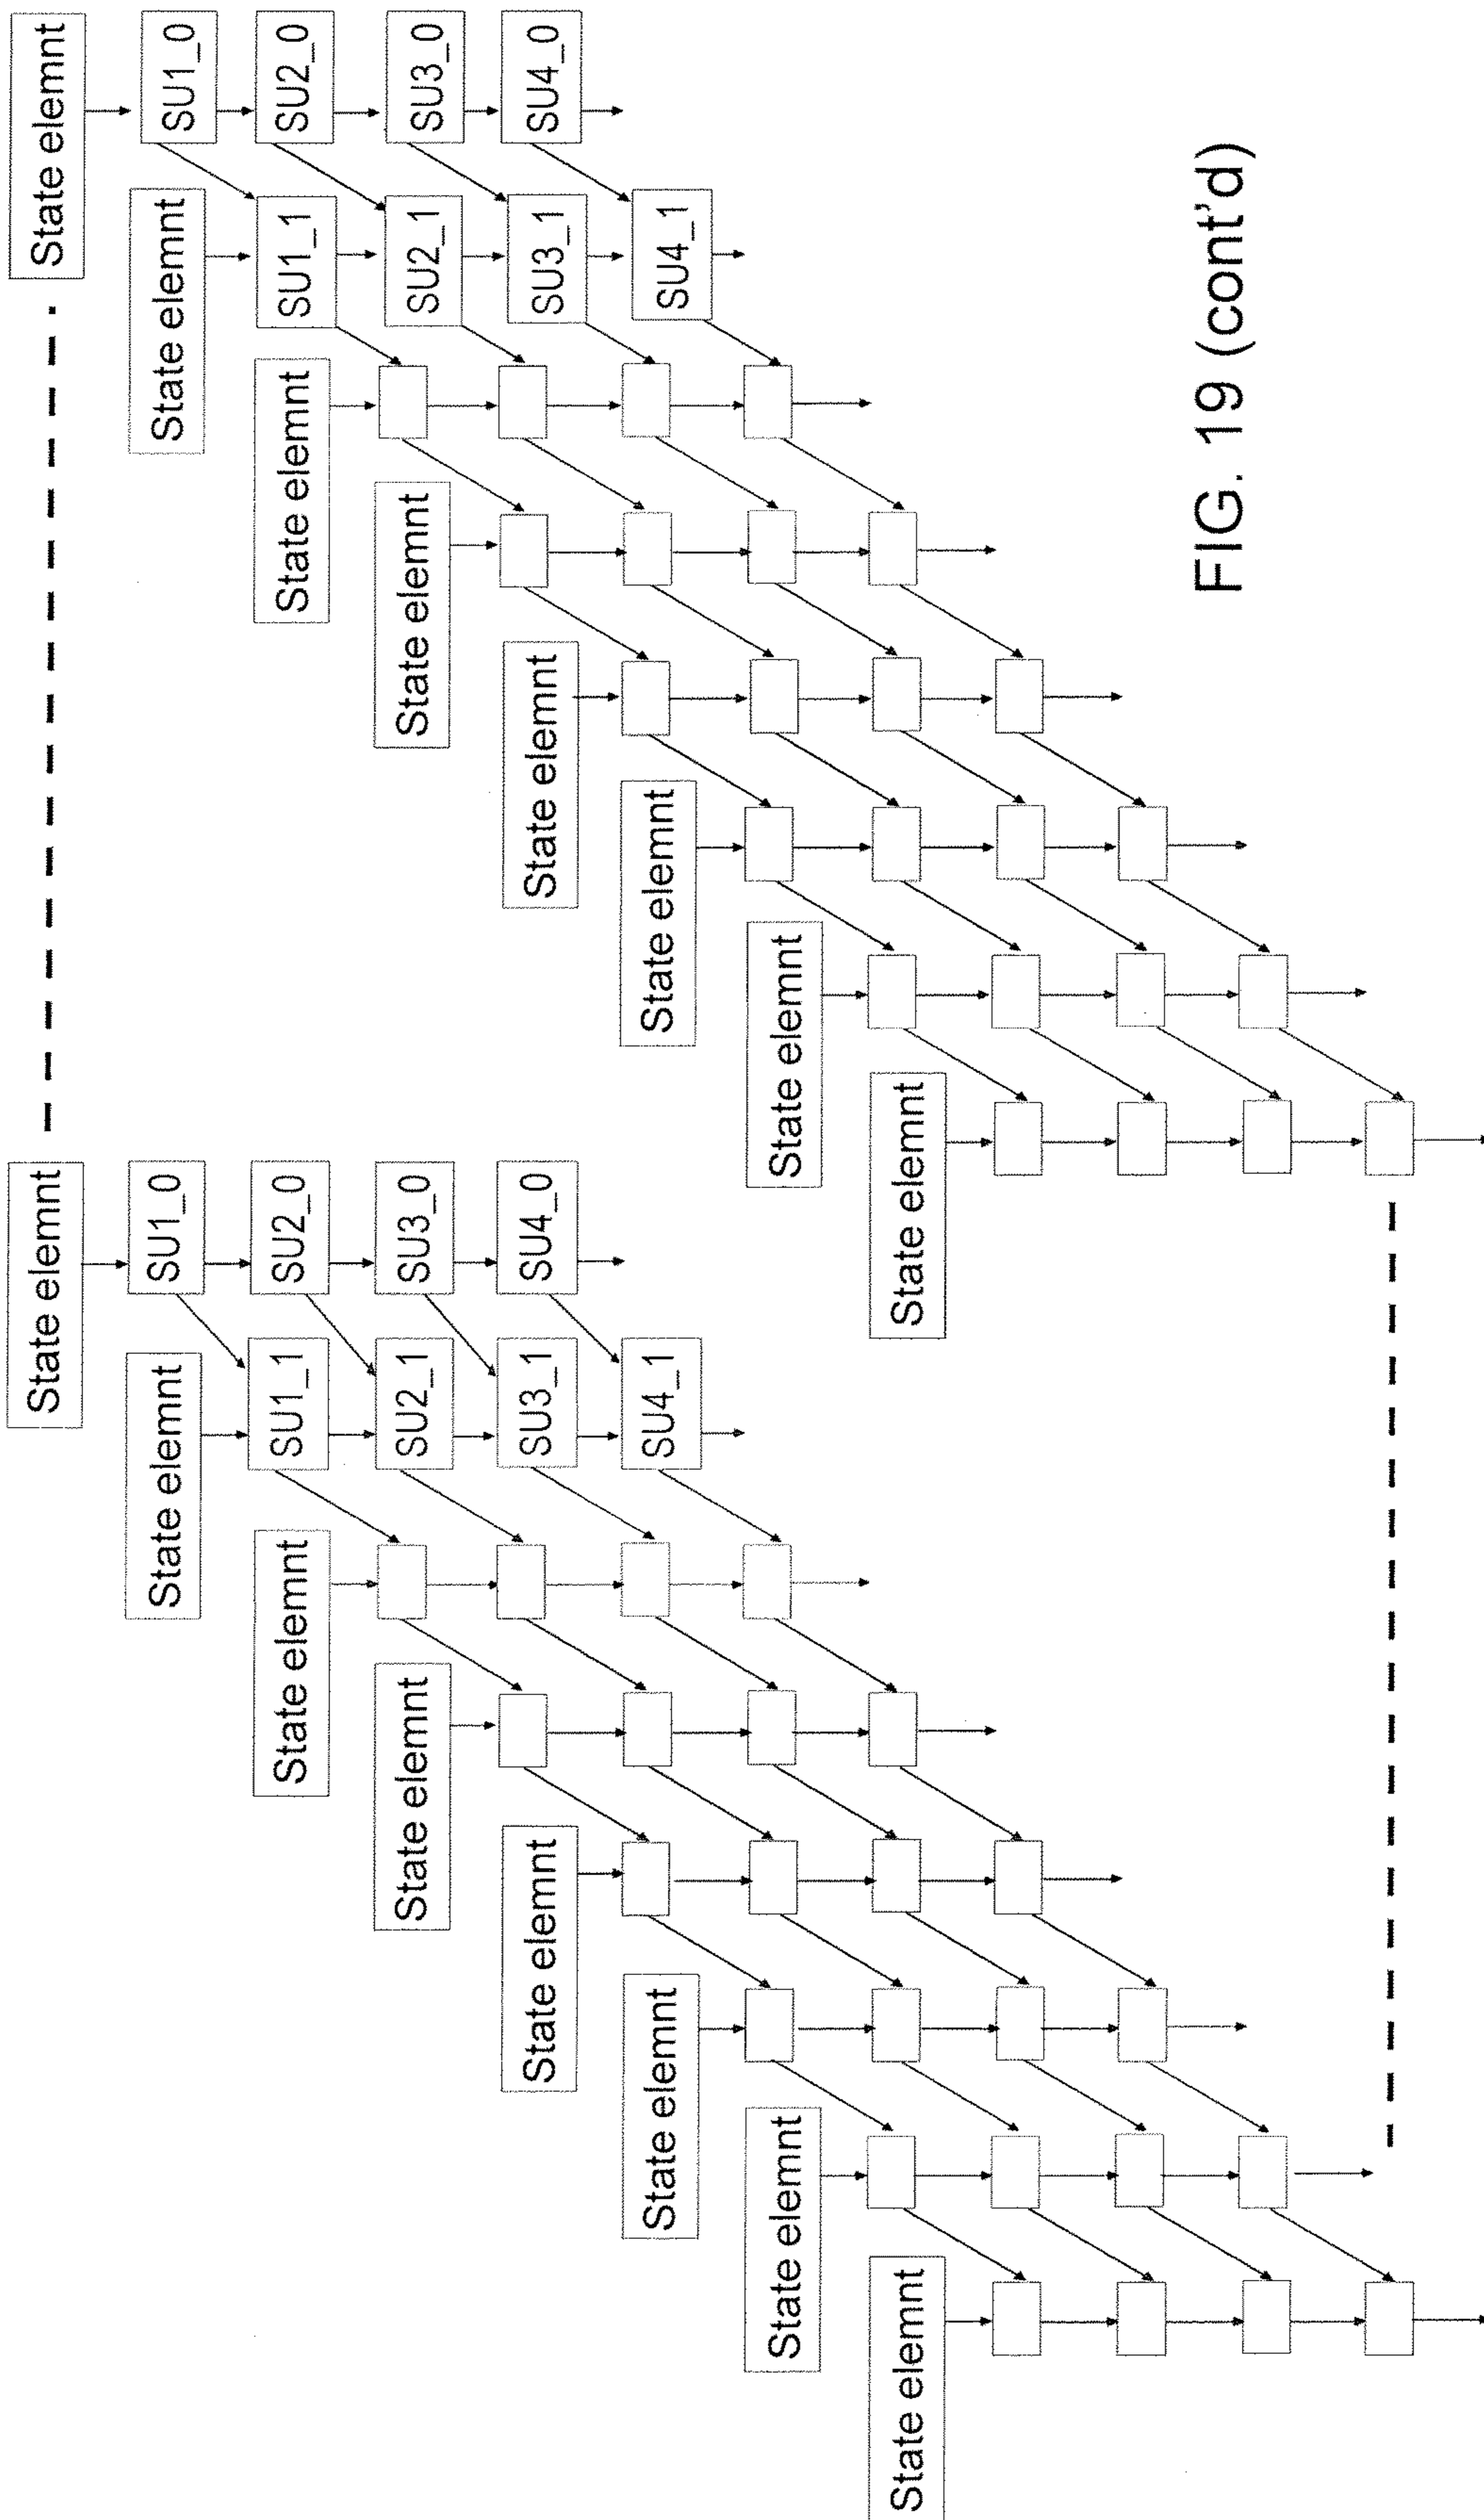 State elemnt
SU1_0
SU2_0
SU3_0
SU4_0
State elemnt
SU1_1
SU2_1
SU3_1
SU4_1
State elemnt
State elemnt
State elemnt
State elemnt
State elemnt
State elemnt
State elemnt
SU1_0
SU2_0
SU3_0
SU4_0
State elemnt
SU1_1
SU2_1
SU3_1
SU4_1
State elemnt
State elemnt
State elemnt
State elemnt
State elemnt
State elemnt
FIG. 19 (cont'd)